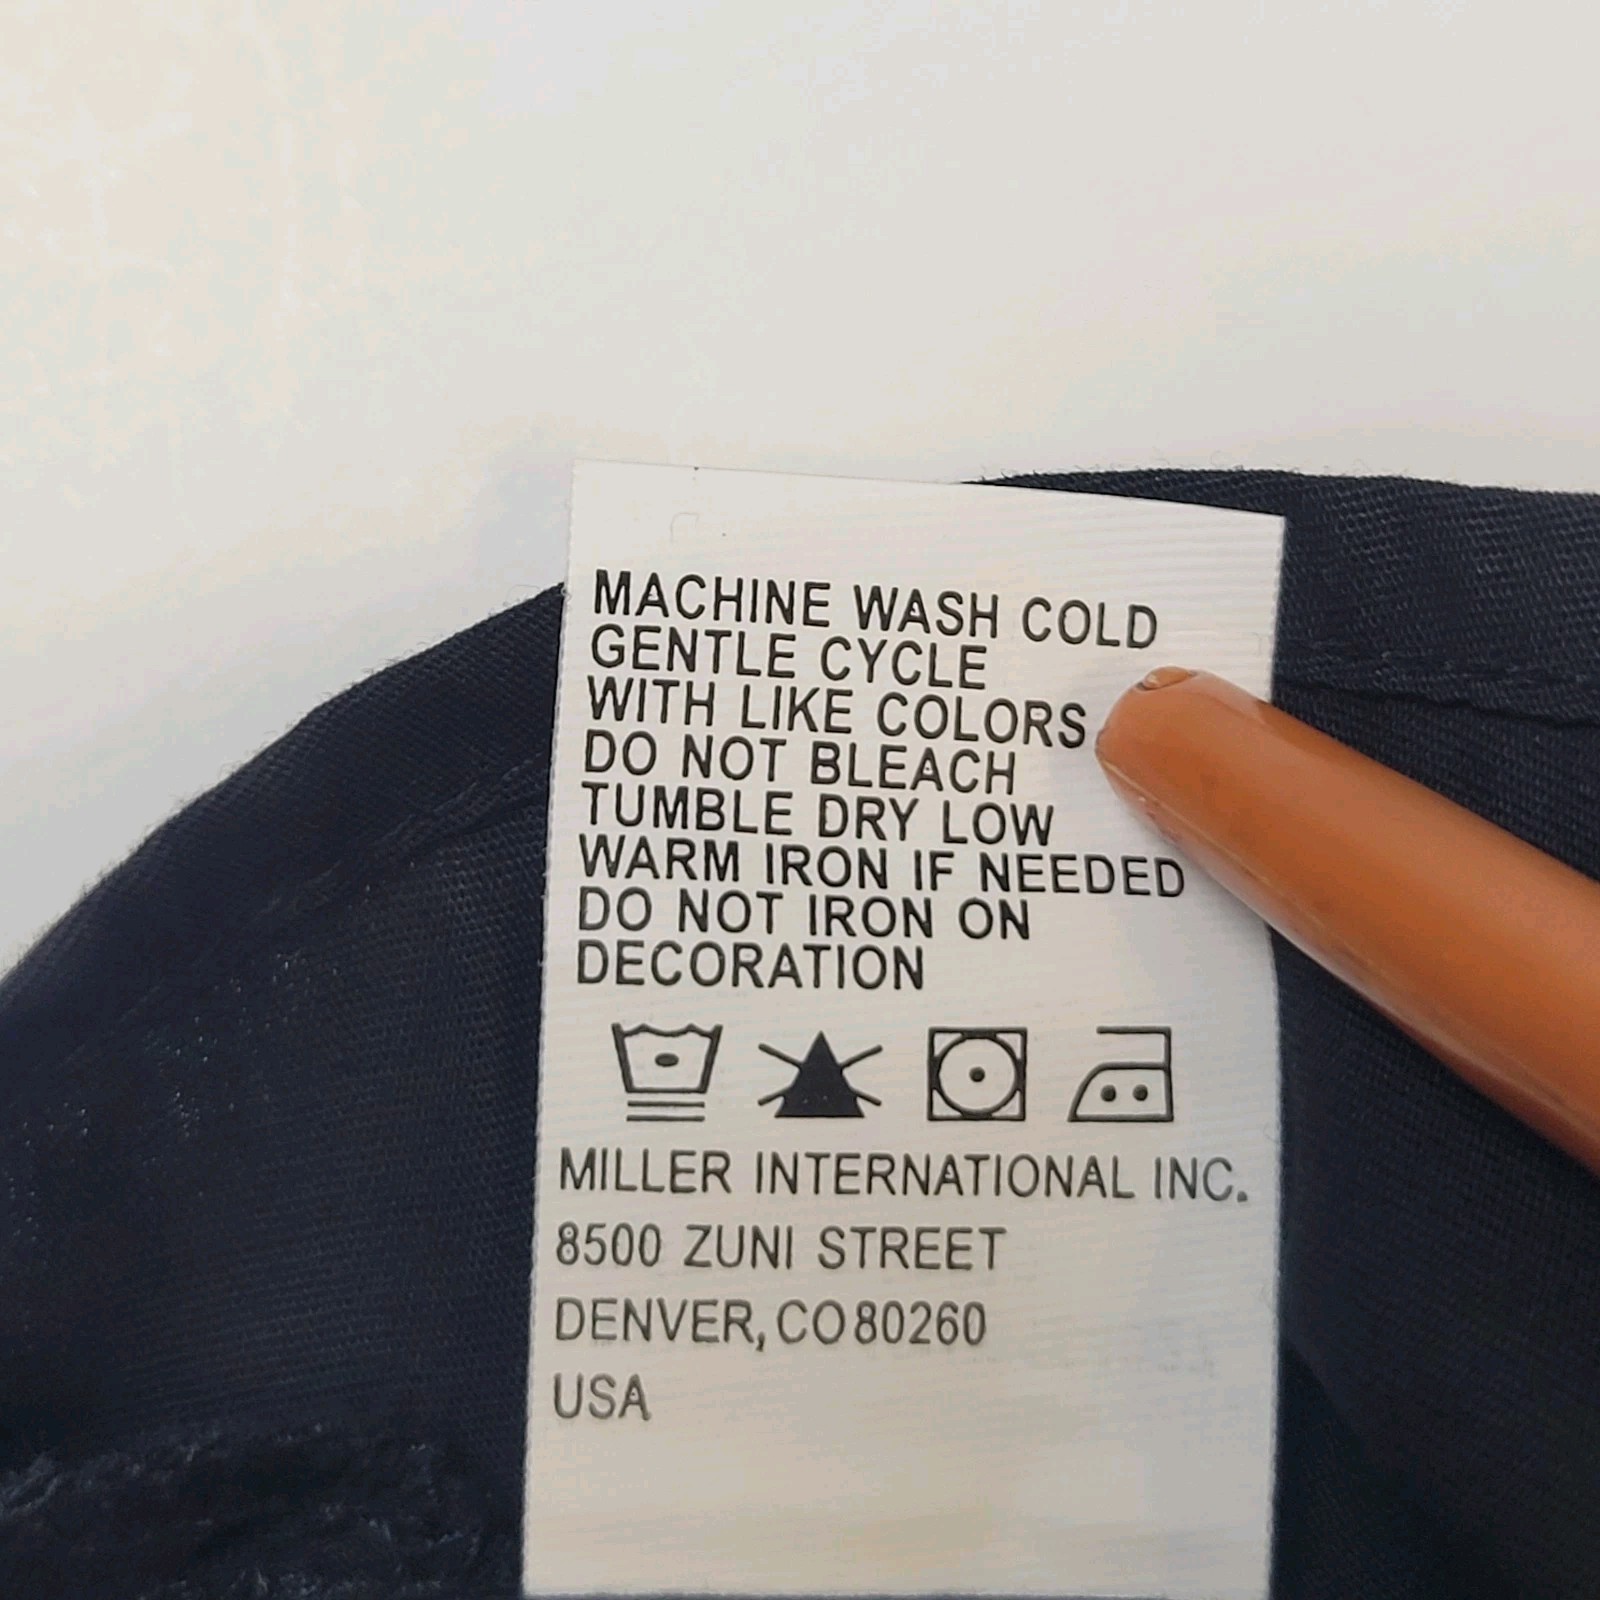 MACHINE WASH COLD
GENTLE CYCLE
WITH LIKE COLORS
DO NOT BLEACH
TUMBLE DRY LOW
WARM IRON IF NEEDED
DO NOT IRON ON
DECORATION
MILLER INTERNATIONAL INC.
8500 ZUNI STREET
DENVER, CO 80260
USA